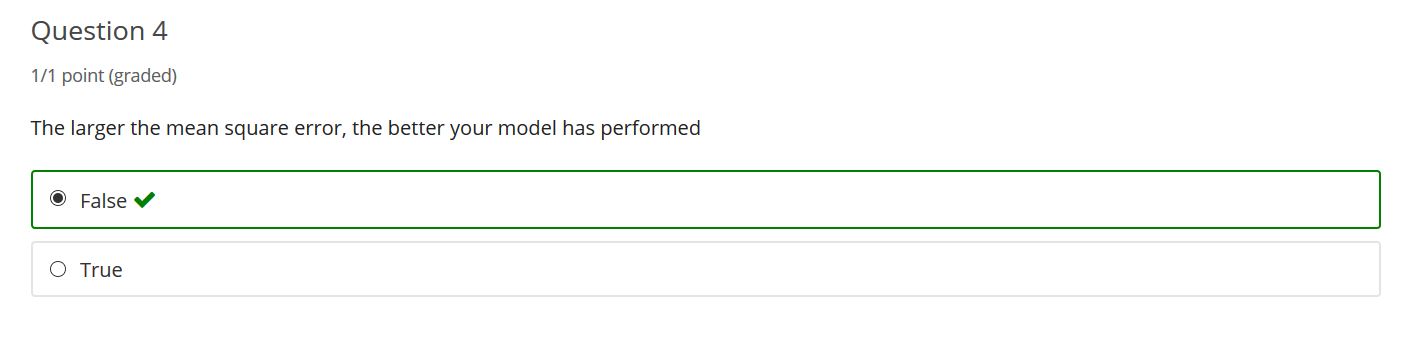 Question 4
1/1 point (graded)
The larger the mean square error, the better your model has performed
False
True